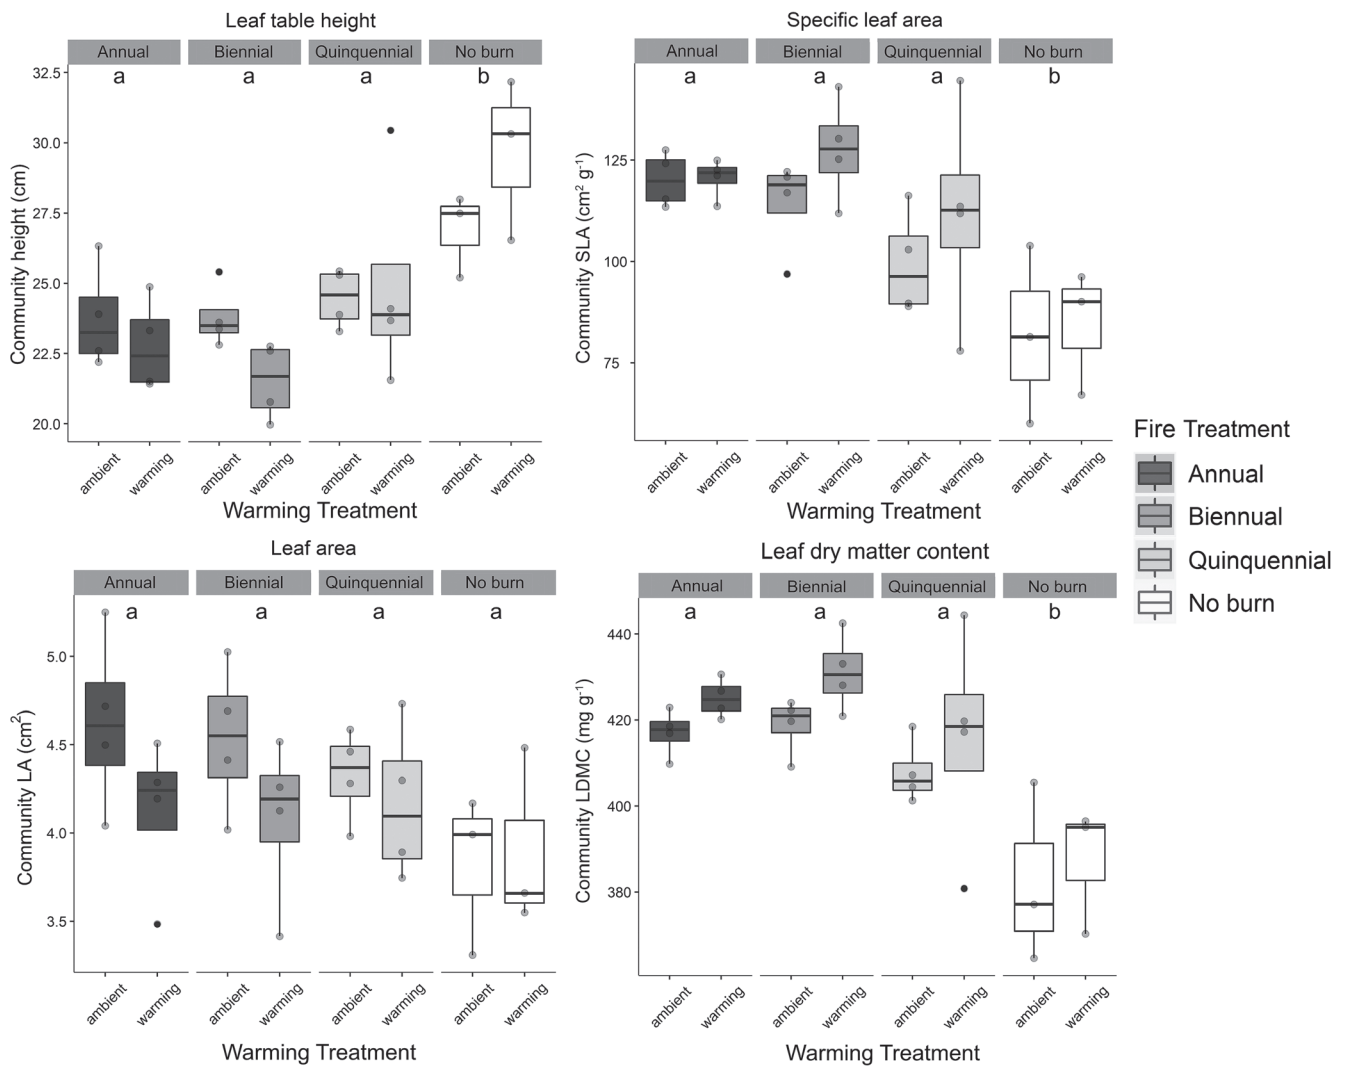 Leaf table height
Annual Biennial Quinquennial No burn
a a a b
32.5
30.0
27.5
25.0
22.5
20.0
Community height (cm)
ambient warming ambient warming ambient warming ambient warming
Warming Treatment
Specific leaf area
Annual Biennial Quinquennial No burn
a a a b
125
100
75
Community SLA (cm² g⁻¹)
ambient warming ambient warming ambient warming ambient warming
Warming Treatment
Leaf area
Annual Biennial Quinquennial No burn
a a a a
5.0
4.5
4.0
3.5
Community LA (cm²)
ambient warming ambient warming ambient warming ambient warming
Warming Treatment
Leaf dry matter content
Annual Biennial Quinquennial No burn
a a a b
440
420
400
380
Community LDMC (mg g⁻¹)
ambient warming ambient warming ambient warming ambient warming
Warming Treatment
Fire Treatment
Annual
Biennual
Quinquennial
No burn